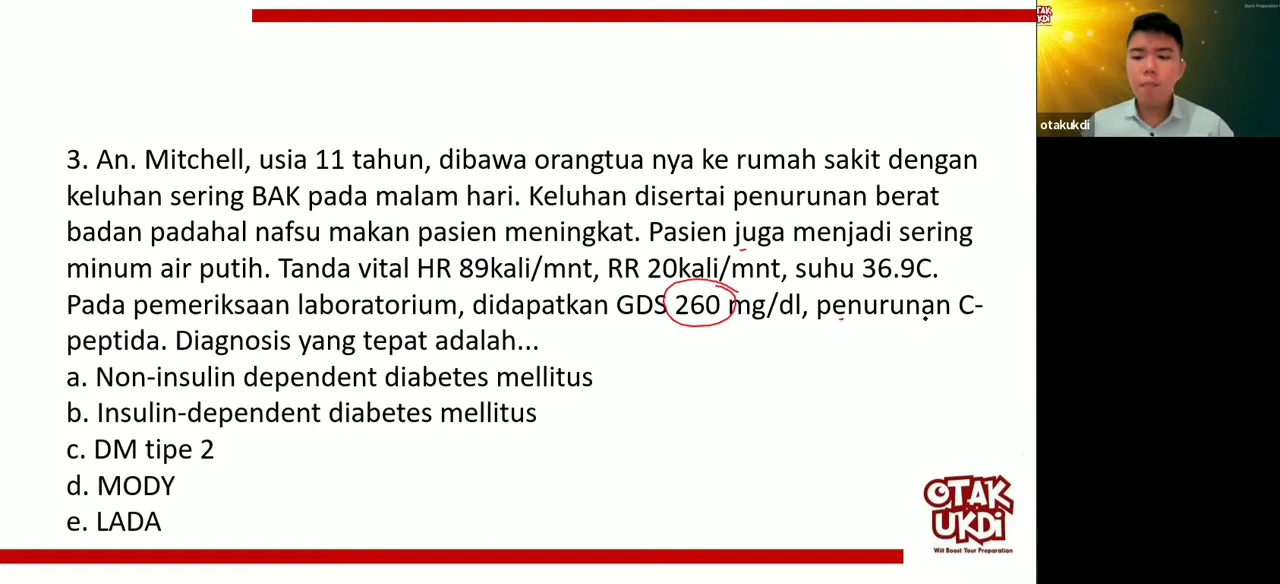 3. An. Mitchell, usia 11 tahun, dibawa orangtua nya ke rumah sakit dengan
keluhan sering BAK pada malam hari. Keluhan disertai penurunan berat
badan padahal nafsu makan pasien meningkat. Pasien juga menjadi sering
minum air putih. Tanda vital HR 89kali/mnt, RR 20kali/mnt, suhu 36.9C.
Pada pemeriksaan laboratorium, didapatkan GDS 260 mg/dl, penurunan C-
peptida. Diagnosis yang tepat adalah...
a. Non-insulin dependent diabetes mellitus
b. Insulin-dependent diabetes mellitus
c. DM tipe 2
d. MODY
e. LADA
OTAK
UKDI
Will Boost Your Preparation
otakukdi